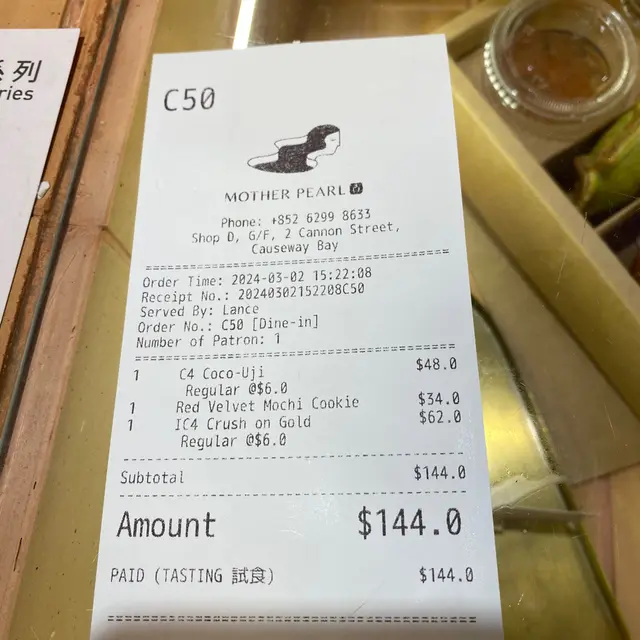 系列
ries
C50
MOTHER PEARL
Phone: +852 6299 8633
Shop D, G/F, 2 Cannon Street,
Causeway Bay
Order Time: 2024-03-02 15:22:08
Receipt No.: 20240302152208C50
Served By: Lance
Order No.: C50 [Dine-in]
Number of Patron: 1
1 C4 Coco-Uji $48.0
Regular @$6.0
1 Red Velvet Mochi Cookie $34.0
1 IC4 Crush on Gold $62.0
Regular @$6.0
Subtotal $144.0
Amount $144.0
PAID (TASTING 試食) $144.0